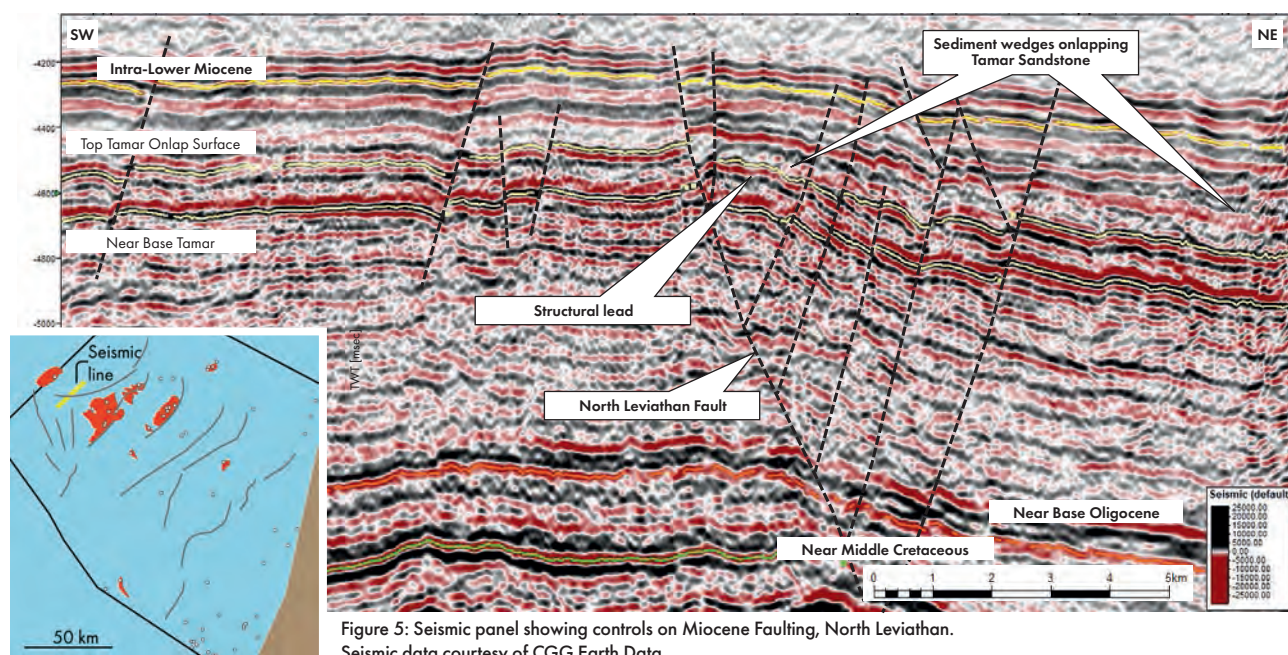 SW
NE
Sediment wedges onlapping
Tamar Sandstone
-4200
Intra-Lower Miocene
-4400
Top Tamar Onlap Surface
-4600
Near Base Tamar
-4800
Structural lead
-5000
TWT [msec]
North Leviathan Fault
Near Base Oligocene
Near Middle Cretaceous
0 1 2 3 4 5km
Seismic (default
25000.00
20000.00
15000.00
10000.00
5000.00
0.00
-5000.00
-10000.00
-15000.00
-20000.00
-25000.00
Seismic
line
50 km
Figure 5: Seismic panel showing controls on Miocene Faulting, North Leviathan.
Seismic data courtesy of CGG Earth Data